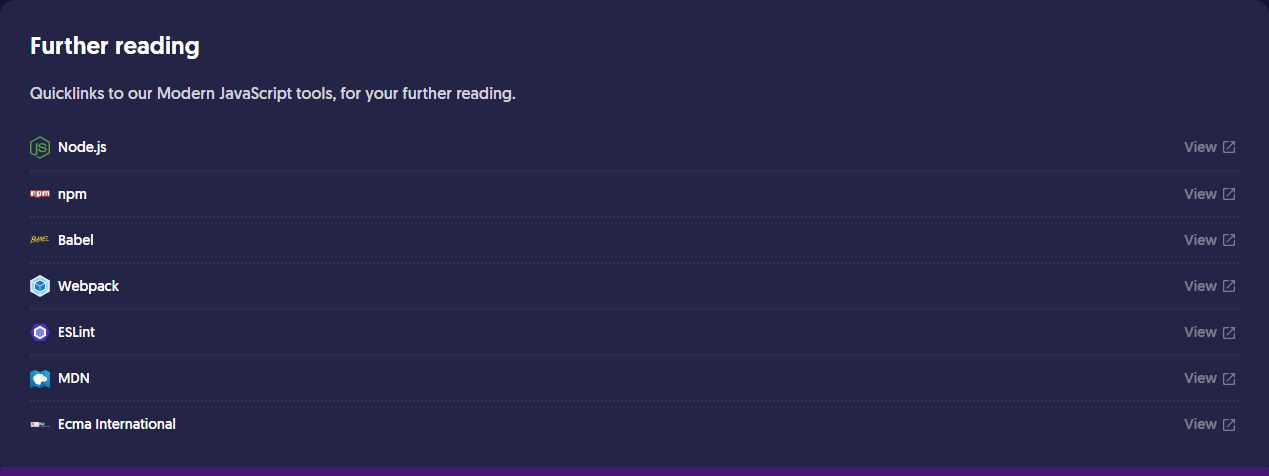 Further reading
Quicklinks to our Modern JavaScript tools, for your further reading.
JS Node.js View
npm npm View
BABEL Babel View
Webpack View
ESLint View
MDN View
Ecma International View